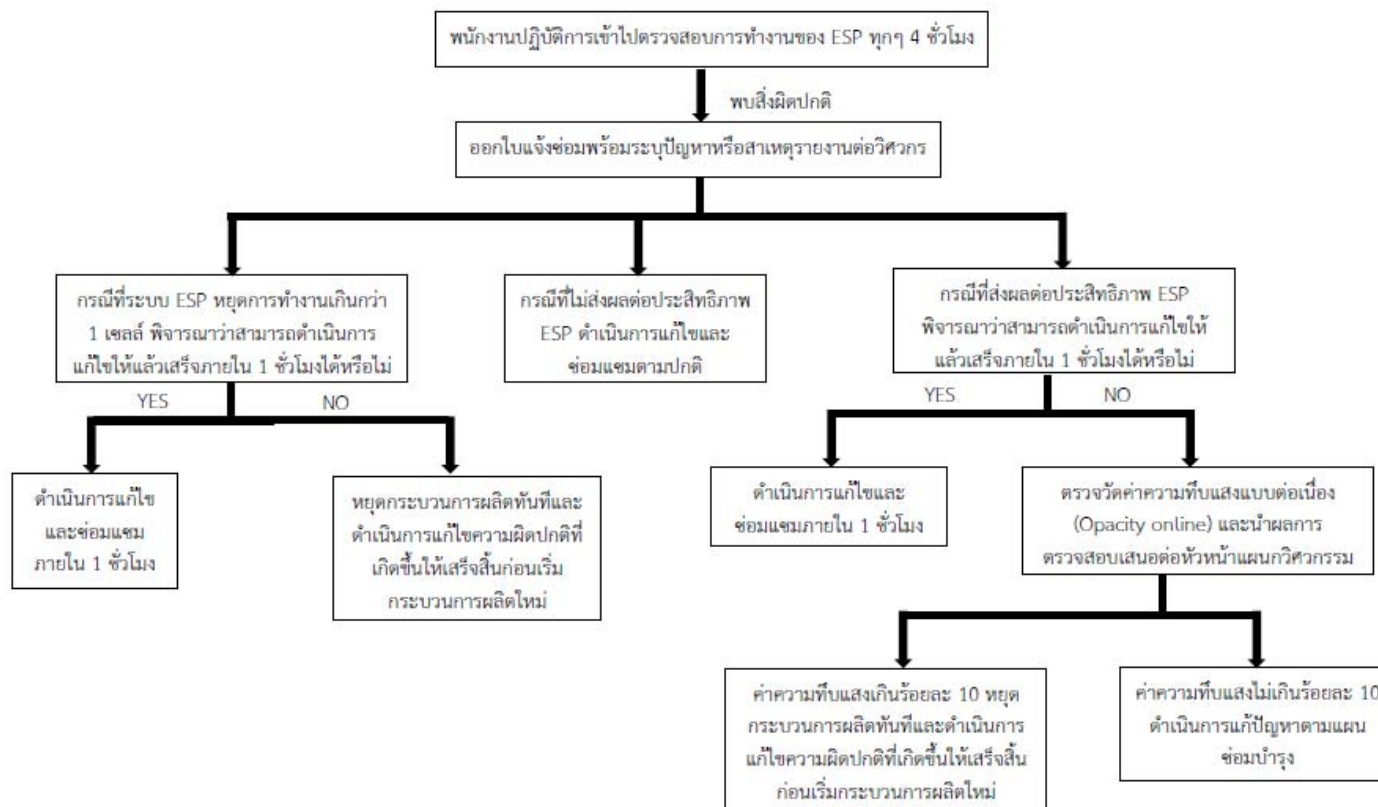 พนักงานปฏิบัติการเข้าไปตรวจสอบการทำงานของ ESP ทุกๆ 4 ชั่วโมง
พบสิ่งผิดปกติ
ออกใบแจ้งซ่อมพร้อมระบุปัญหาหรือสาเหตุรายงานต่อวิศวกร
กรณีที่ระบบ ESP หยุดการทำงานเกินกว่า
1 เซลล์ พิจารณาว่าสามารถดำเนินการ
แก้ไขให้แล้วเสร็จภายใน 1 ชั่วโมงได้หรือไม่
กรณีที่ไม่ส่งผลต่อประสิทธิภาพ
ESP ดำเนินการแก้ไขและ
ซ่อมแซมตามปกติ
กรณีที่ส่งผลต่อประสิทธิภาพ ESP
พิจารณาว่าสามารถดำเนินการแก้ไขให้
แล้วเสร็จภายใน 1 ชั่วโมงได้หรือไม่
YES
NO
YES
NO
ดำเนินการแก้ไข
และซ่อมแซม
ภายใน 1 ชั่วโมง
หยุดกระบวนการผลิตทันทีและ
ดำเนินการแก้ไขความผิดปกติที่
เกิดขึ้นให้เสร็จสิ้นก่อนเริ่ม
กระบวนการผลิตใหม่
ดำเนินการแก้ไขและ
ซ่อมแซมภายใน 1 ชั่วโมง
ตรวจวัดค่าความทึบแสงแบบต่อเนื่อง
(Opacity online) และนำผลการ
ตรวจสอบเสนอต่อหัวหน้าแผนกวิศวกรรม
ค่าความทึบแสงเกินร้อยละ 10 หยุด
กระบวนการผลิตทันทีและดำเนินการ
แก้ไขความผิดปกติที่เกิดขึ้นให้เสร็จสิ้น
ก่อนเริ่มกระบวนการผลิตใหม่
ค่าความทึบแสงไม่เกินร้อยละ 10
ดำเนินการแก้ปัญหาตามแผน
ซ่อมบำรุง